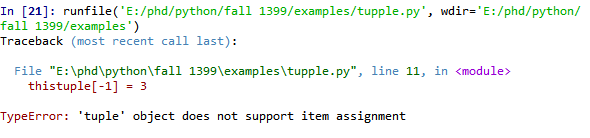 In [21]: runfile('E:/phd/python/fall 1399/examples/tupple.py', wdir='E:/phd/python/
fall 1399/examples')
Traceback (most recent call last):
File "E:\phd\python\fall 1399\examples\tupple.py", line 11, in <module>
thistuple[-1] = 3
TypeError: 'tuple' object does not support item assignment